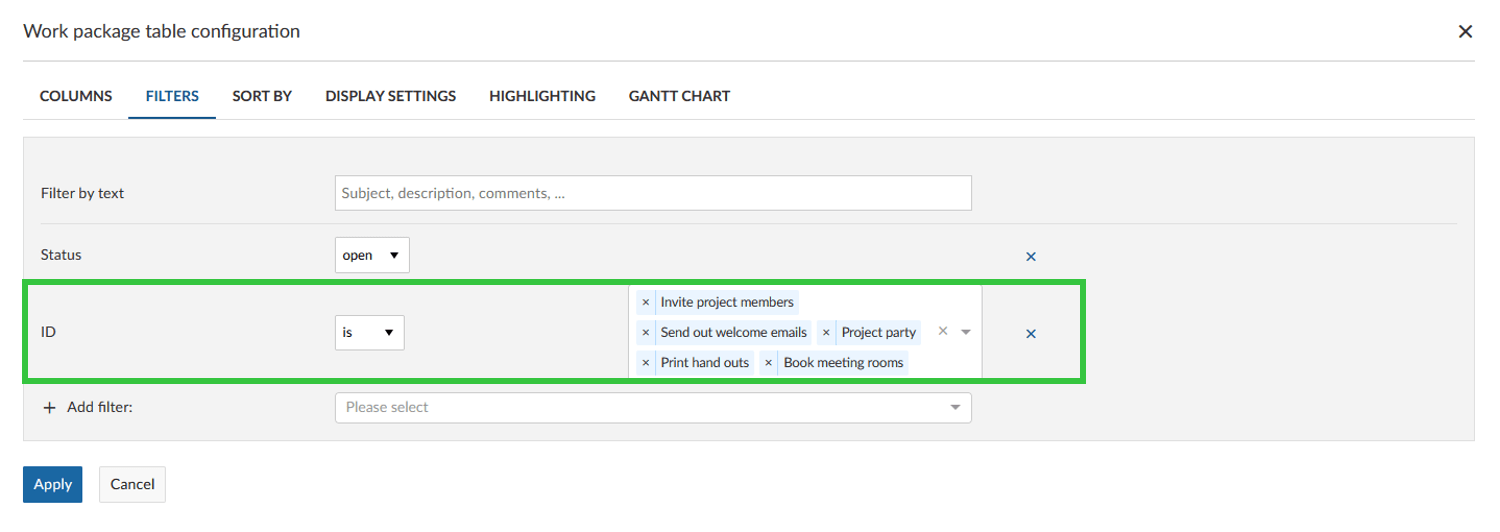 Work package table configuration
COLUMNS FILTERS SORT BY DISPLAY SETTINGS HIGHLIGHTING GANTT CHART
Filter by text Subject, description, comments, ...
Status open
ID is
Invite project members
Send out welcome emails Project party
Print hand outs Book meeting rooms
+ Add filter: Please select
Apply Cancel